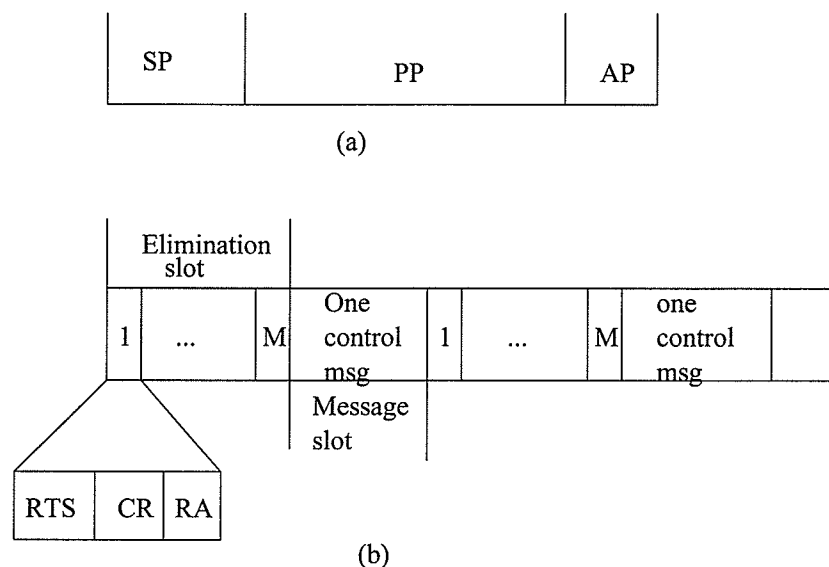 SP PP AP
(a)
Elimination
slot
1 ... M One control msg 1 ... M one control msg
Message
slot
RTS CR RA
(b)